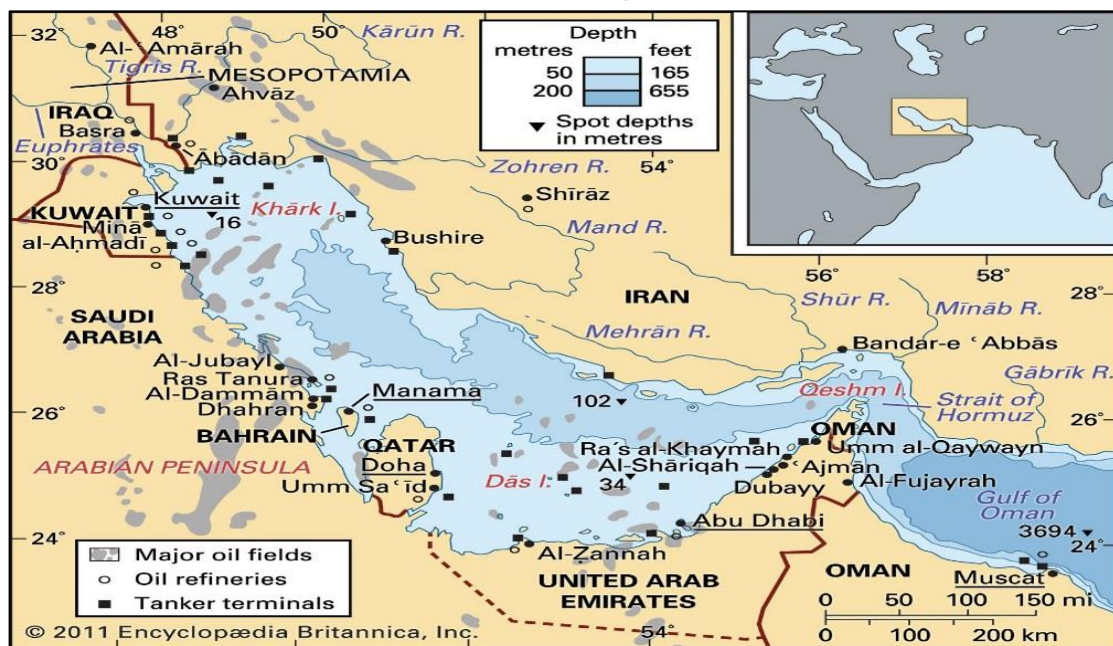 32°
48°
50°
Kārūn R.
Al-ʿAmārah
Tigris R.
MESOPOTAMIA
Ahvāz
IRAQ
Basra
Euphrates
Ābādān
30°
Depth
metres
feet
50
165
200
655
Spot depths
in metres
54°
Zohren R.
Shīrāz
Kuwait
KUWAIT
Khārk I.
16
Minā
al-Aḥmadī
Mand R.
Bushire
56°
58°
28°
28°
IRAN
Shūr R.
Mīnāb R.
SAUDI
ARABIA
Mehrān R.
Bandar-e ʿAbbās
Al-Jubayl
Ras Tanura
Al-Dammām
Dhahran
Manama
Gābrīk R.
102
Qeshm I.
Strait of
Hormuz
26°
26°
BAHRAIN
QATAR
OMAN
Raʾs al-Khaymah
Umm al-Qaywayn
ARABIAN PENINSULA
Doha
Al-Shāriqah
ʿAjmān
Umm Saʿīd
Dās I.
34
Dubayy
Al-Fujayrah
Gulf of
Oman
Abu Dhabi
3694
24°
24°
Al-Zannah
Major oil fields
Oil refineries
Tanker terminals
UNITED ARAB
EMIRATES
OMAN
Muscat
0 50 100 150 mi
0 100 200 km
54°
© 2011 Encyclopædia Britannica, Inc.